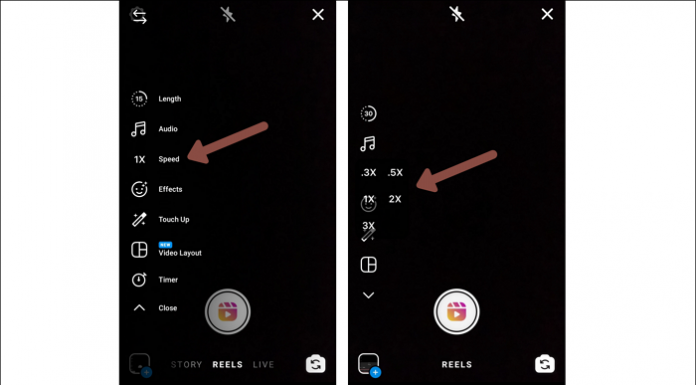 15 Length
Audio
1X Speed
Effects
Touch Up
NEW
Video Layout
Timer
Close
STORY REELS LIVE
30
.3X .5X
1X 2X
3X
REELS